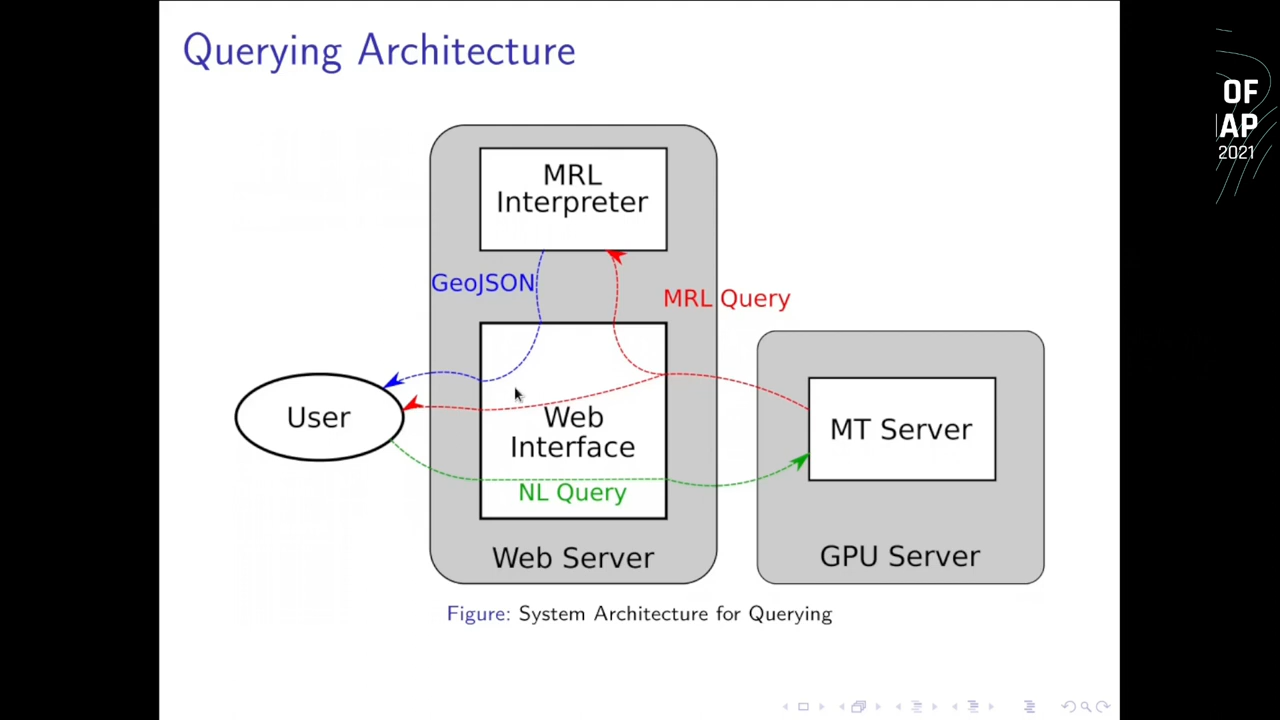 Querying Architecture
OF
AP
2021
MRL
Interpreter
GeoJSON
MRL Query
User
Web
Interface
MT Server
NL Query
Web Server
GPU Server
Figure: System Architecture for Querying